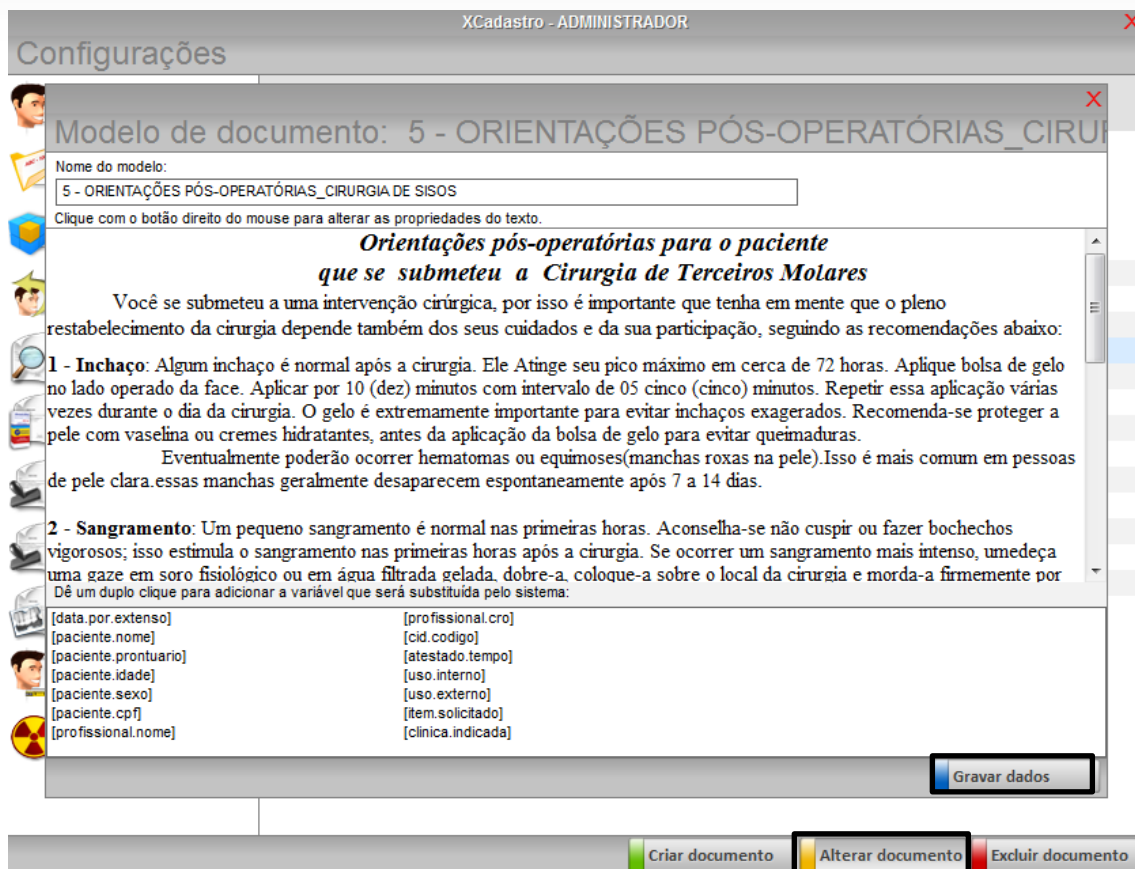 XCadastro - ADMINISTRADOR
X
Configurações
X
Modelo de documento: 5 - ORIENTAÇÕES PÓS-OPERATÓRIAS_CIRUR
Nome do modelo:
5 - ORIENTAÇÕES PÓS-OPERATÓRIAS_CIRURGIA DE SISOS
Clique com o botão direito do mouse para alterar as propriedades do texto.
Orientações pós-operatórias para o paciente
que se submeteu a Cirurgia de Terceiros Molares
Você se submeteu a uma intervenção cirúrgica, por isso é importante que tenha em mente que o pleno
restabelecimento da cirurgia depende também dos seus cuidados e da sua participação, seguindo as recomendações abaixo:
1 - Inchaço: Algum inchaço é normal após a cirurgia. Ele Atinge seu pico máximo em cerca de 72 horas. Aplique bolsa de gelo
no lado operado da face. Aplicar por 10 (dez) minutos com intervalo de 05 cinco (cinco) minutos. Repetir essa aplicação várias
vezes durante o dia da cirurgia. O gelo é extremamente importante para evitar inchaços exagerados. Recomenda-se proteger a
pele com vaselina ou cremes hidratantes, antes da aplicação da bolsa de gelo para evitar queimaduras.
Eventualmente poderão ocorrer hematomas ou equimoses(manchas roxas na pele).Isso é mais comum em pessoas
de pele clara.essas manchas geralmente desaparecem espontaneamente após 7 a 14 dias.
2 - Sangramento: Um pequeno sangramento é normal nas primeiras horas. Aconselha-se não cuspir ou fazer bochechos
vigorosos; isso estimula o sangramento nas primeiras horas após a cirurgia. Se ocorrer um sangramento mais intenso, umedeça
uma gaze em soro fisiológico ou em água filtrada gelada, dobre-a, coloque-a sobre o local da cirurgia e morda-a firmemente por
Dê um duplo clique para adicionar a variável que será substituída pelo sistema:
[data.por.extenso]
[paciente.nome]
[paciente.prontuario]
[paciente.idade]
[paciente.sexo]
[paciente.cpf]
[profissional.nome]
[profissional.cro]
[cid.codigo]
[atestado.tempo]
[uso.interno]
[uso.externo]
[item.solicitado]
[clinica.indicada]
Gravar dados
Criar documento
Alterar documento
Excluir documento